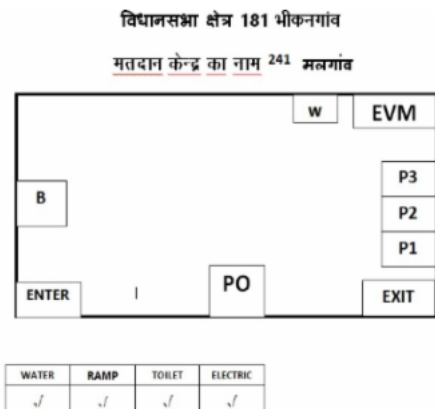 विधानसभा क्षेत्र 181 भीकनगांव
मतदान केन्द्र का नाम 241 मलगांव
W EVM
P3
B
P2
P1
ENTER PO EXIT
WATER RAMP TOILET ELECTRIC
√ √ √ √